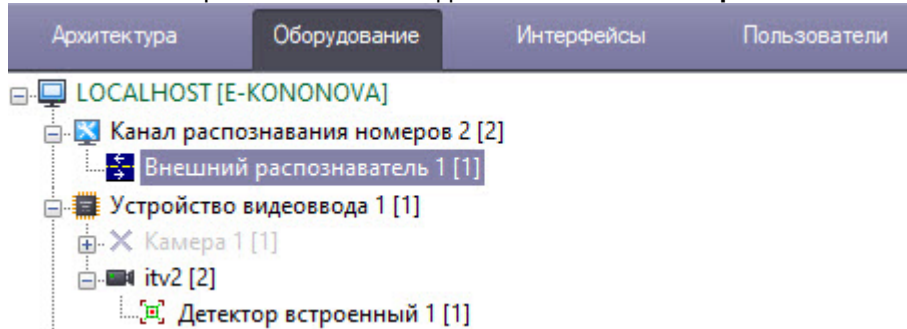 Архитектура Оборудование Интерфейсы Пользователи
LOCALHOST [E-KONONOVA]
Канал распознавания номеров 2 [2]
Внешний распознаватель 1 [1]
Устройство видеоввода 1 [1]
Камера 1 [1]
itv2 [2]
Детектор встроенный 1 [1]